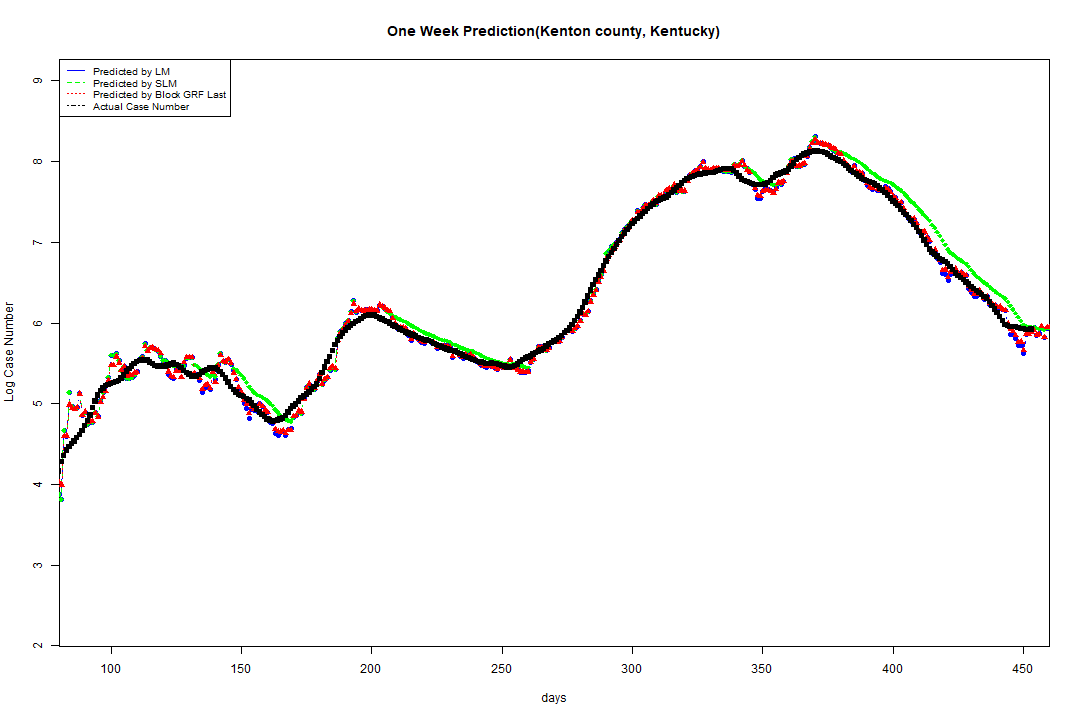 One Week Prediction(Kenton county, Kentucky)
Predicted by LM
Predicted by SLM
Predicted by Block GRF Last
Actual Case Number
Log Case Number
9
8
7
6
5
4
3
2
100 150 200 250 300 350 400 450
days